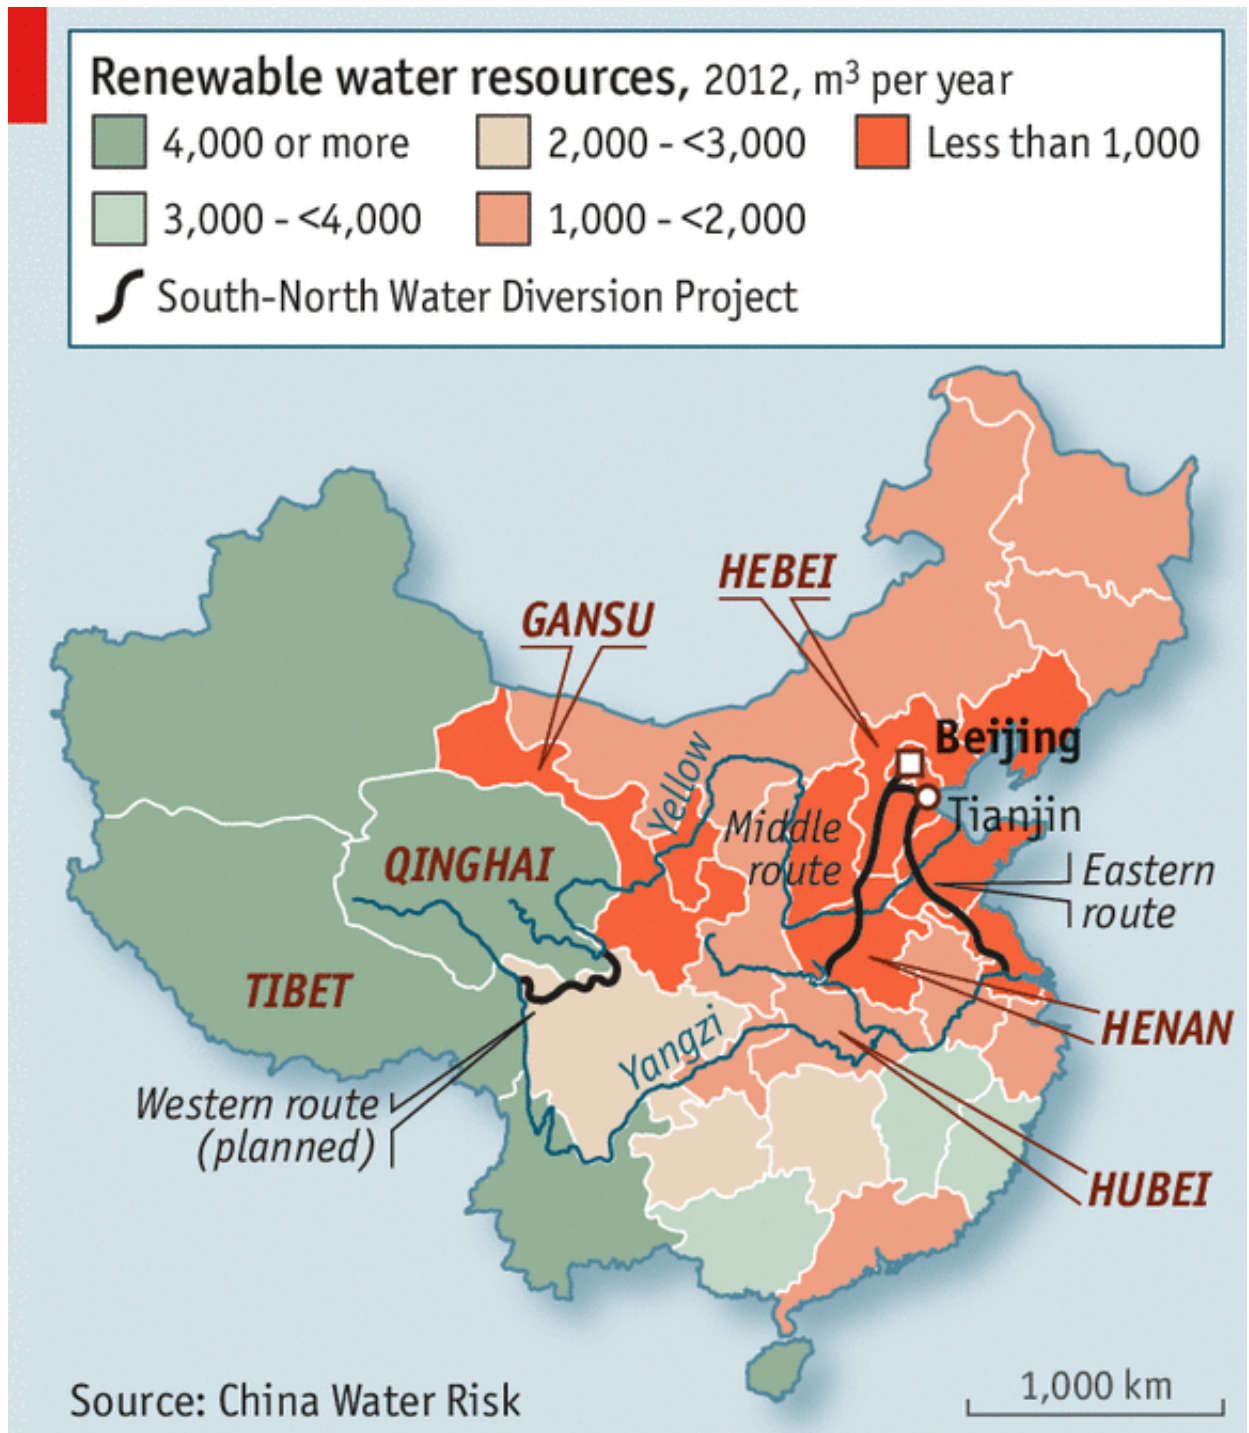 Renewable water resources, 2012, m³ per year
4,000 or more
2,000 - <3,000
Less than 1,000
3,000 - <4,000
1,000 - <2,000
South-North Water Diversion Project
HEBEI
GANSU
Beijing
Yellow
Tianjin
Middle
route
QINGHAI
Eastern
route
TIBET
HENAN
Yangzi
Western route
(planned)
HUBEI
Source: China Water Risk
1,000 km